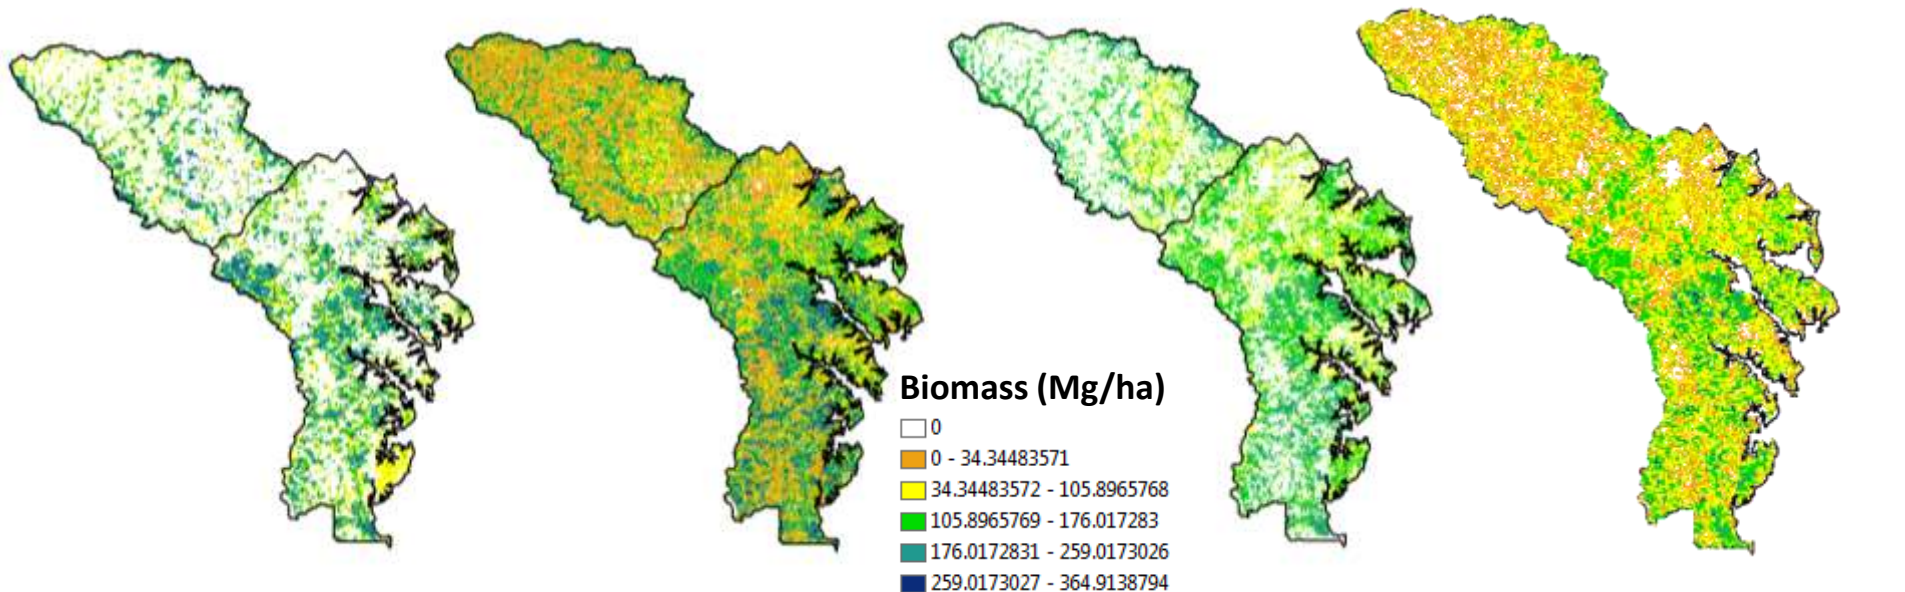 Biomass (Mg/ha)
0
0 - 34.34483571
34.34483572 - 105.8965768
105.8965769 - 176.017283
176.0172831 - 259.0173026
259.0173027 - 364.9138794